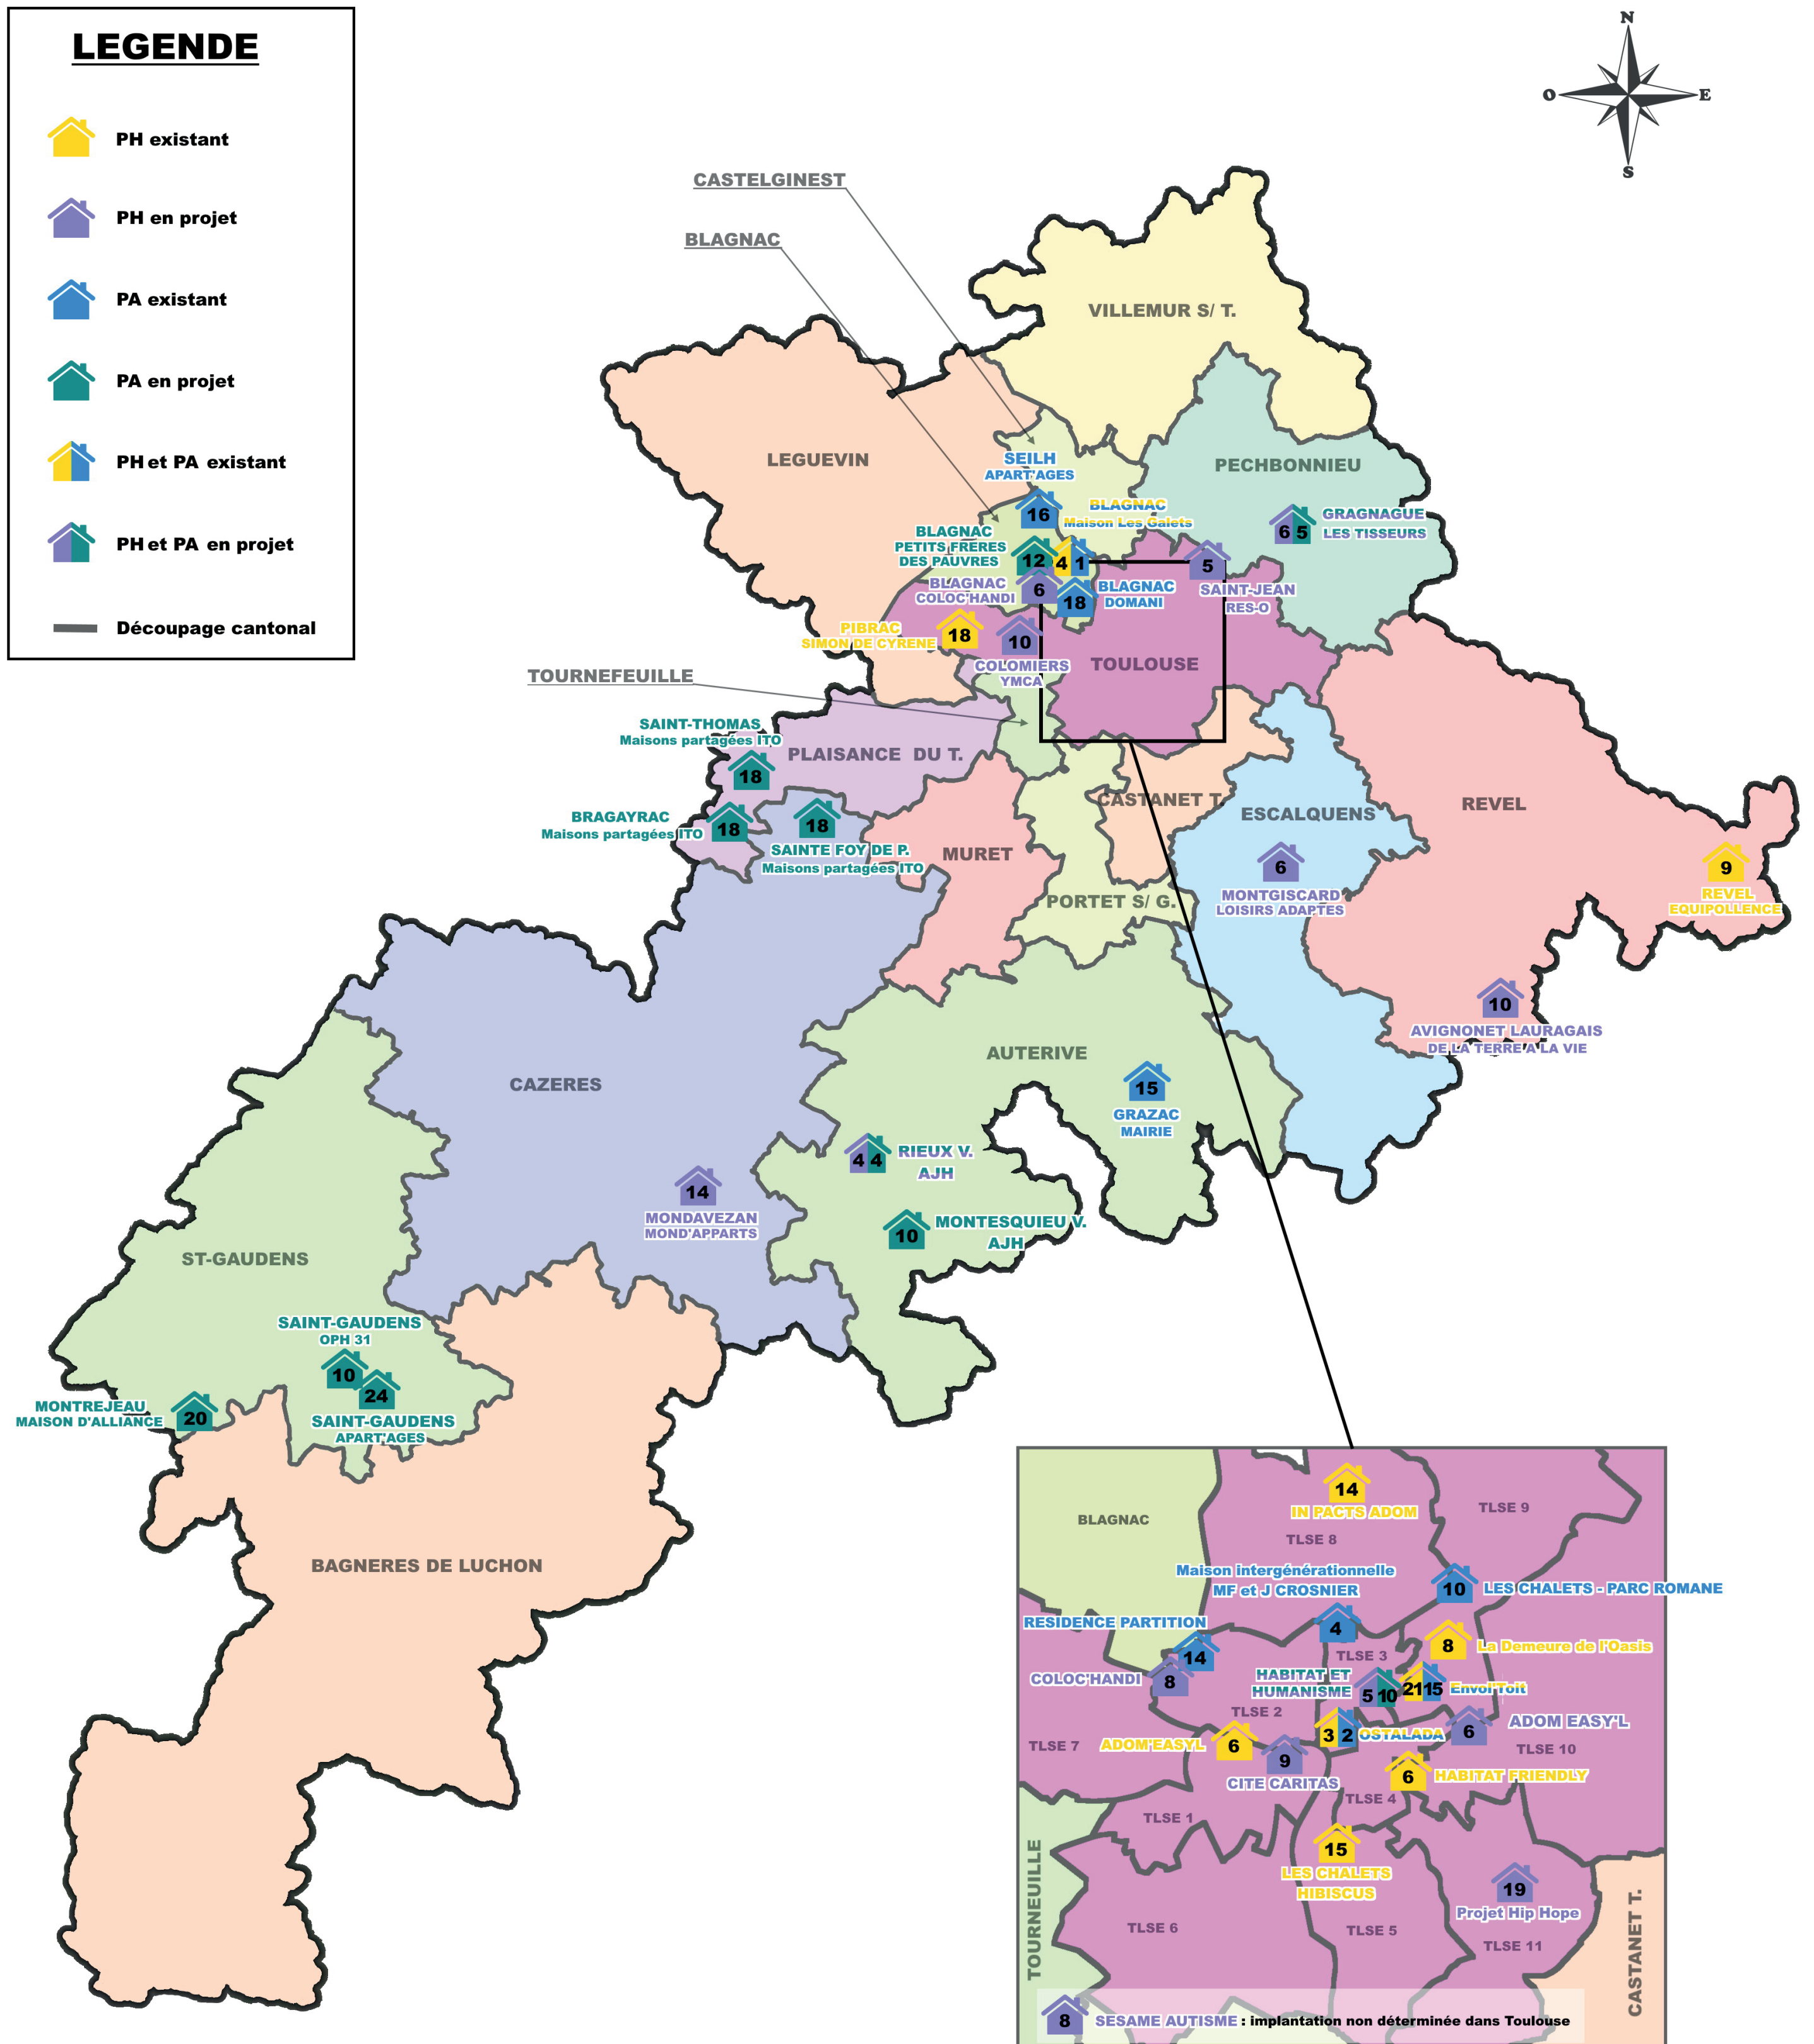 LEGENDE
PH existant
PH en projet
PA existant
PA en projet
PH et PA existant
PH et PA en projet
Découpage cantonal
N
O
E
S
CASTELGINEST
BLAGNAC
VILLEMUR S/ T.
LEGUEVIN
PECHBONNIEU
SEILH
APART'AGES
16
BLAGNAC
Maison Les Galets
4 1
BLAGNAC
PETITS FRERES
DES PAUVRES
12
GRAGNAGUE
LES TISSEURS
6 5
BLAGNAC
COLOC'HANDI
6
BLAGNAC
DOMANI
18
5
SAINT-JEAN
RES-O
PIBRAC
SIMON DE CYRENE
18
10
COLOMIERS
YMCA
TOULOUSE
TOURNEFEUILLE
SAINT-THOMAS
Maisons partagées ITO
18
PLAISANCE DU T.
BRAGAYRAC
Maisons partagées ITO
18
18
SAINTE FOY DE P.
Maisons partagées ITO
MURET
CASTANET T.
ESCALQUENS
REVEL
PORTET S/ G.
6
MONTGISCARD
LOISIRS ADAPTES
9
REVEL
EQUIPOLLENCE
10
AVIGNONET LAURAGAIS
DE LA TERRE A LA VIE
AUTERIVE
CAZERES
15
GRAZAC
MAIRIE
4 4
RIEUX V.
AJH
14
MONDAVEZAN
MOND'APPARTS
10
MONTESQUIEU V.
AJH
ST-GAUDENS
SAINT-GAUDENS
OPH 31
10
24
SAINT-GAUDENS
APART'AGES
MONTREJEAU
MAISON D'ALLIANCE
20
BAGNERES DE LUCHON
14
IN PACTS ADOM
BLAGNAC
TLSE 9
TLSE 8
Maison intergénérationnelle
MF et J CROSNIER
4
10
LES CHALETS - PARC ROMANE
RESIDENCE PARTITION
14
8
La Demeure de l'Oasis
TLSE 3
COLOC'HANDI
8
HABITAT ET
HUMANISME
5 10
21 15
Envol Toit
TLSE 2
3 2
OSTALADA
6
ADOM EASY'L
TLSE 7
ADOM'EASYL
6
9
CITE CARITAS
TLSE 10
6
HABITAT FRIENDLY
TLSE 4
TLSE 1
15
LES CHALETS
HIBISCUS
19
Projet Hip Hope
TOURNEUILLE
TLSE 6
TLSE 5
TLSE 11
CASTANET T.
8
SESAME AUTISME : implantation non déterminée dans Toulouse